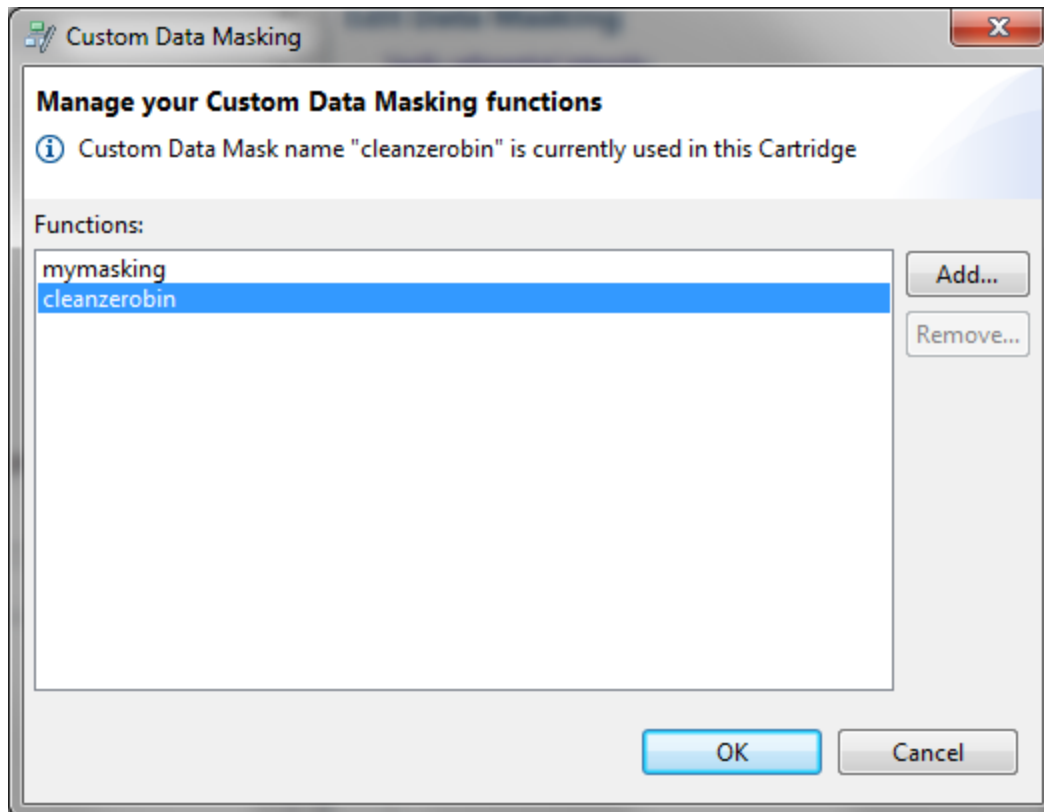 Custom Data Masking
Manage your Custom Data Masking functions
Custom Data Mask name "cleanzerobin" is currently used in this Cartridge
Functions:
mymasking
cleanzerobin
Add...
Remove...
OK
Cancel